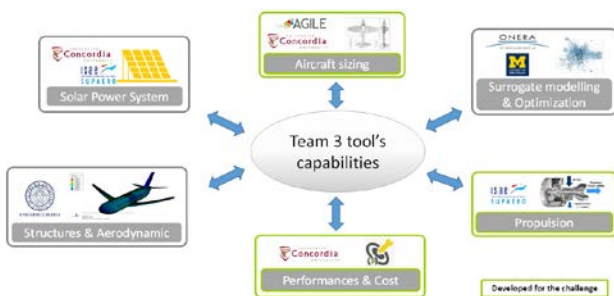 AGILE
Concordia
Aircraft sizing
Concordia
isae
SUPAERO
Solar Power System
ONERA
M
Surrogate modelling
& Optimization
Team 3 tool's
capabilities
Structures & Aerodynamic
isae
SUPAERO
Propulsion
Concordia
Performances & Cost
Developed for the challenge